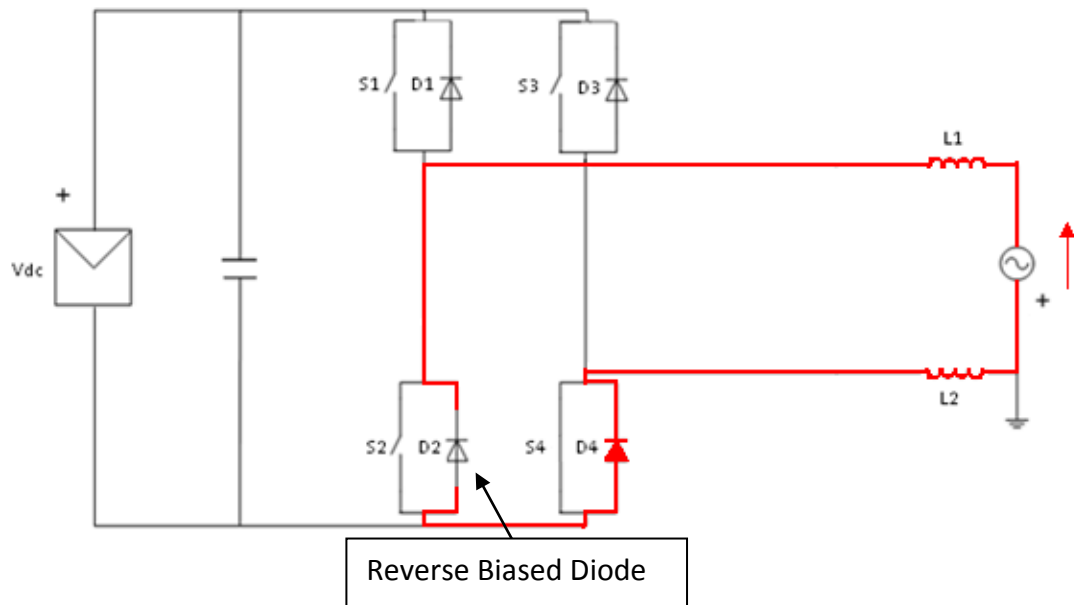 S1
D1
S3
D3
L1
+
Vdc
+
L2
S2
D2
S4
D4
Reverse Biased Diode